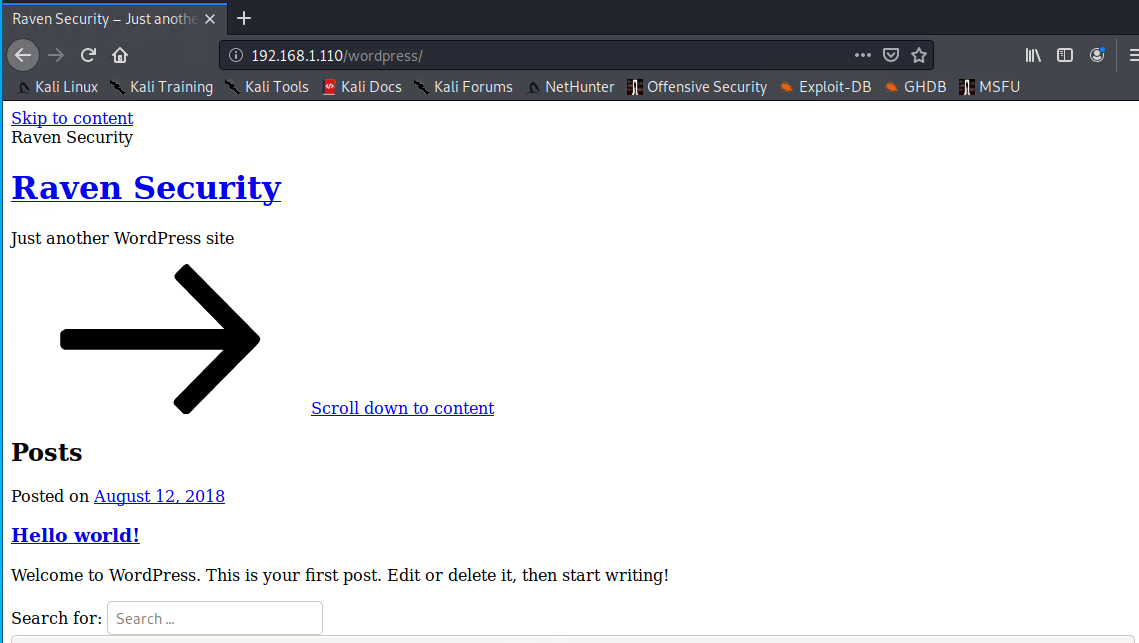 Raven Security – Just anothe
192.168.1.110/wordpress/
Kali Linux Kali Training Kali Tools Kali Docs Kali Forums NetHunter Offensive Security Exploit-DB GHDB MSFU
Skip to content
Raven Security
Raven Security
Just another WordPress site
Scroll down to content
Posts
Posted on August 12, 2018
Hello world!
Welcome to WordPress. This is your first post. Edit or delete it, then start writing!
Search for: Search ...